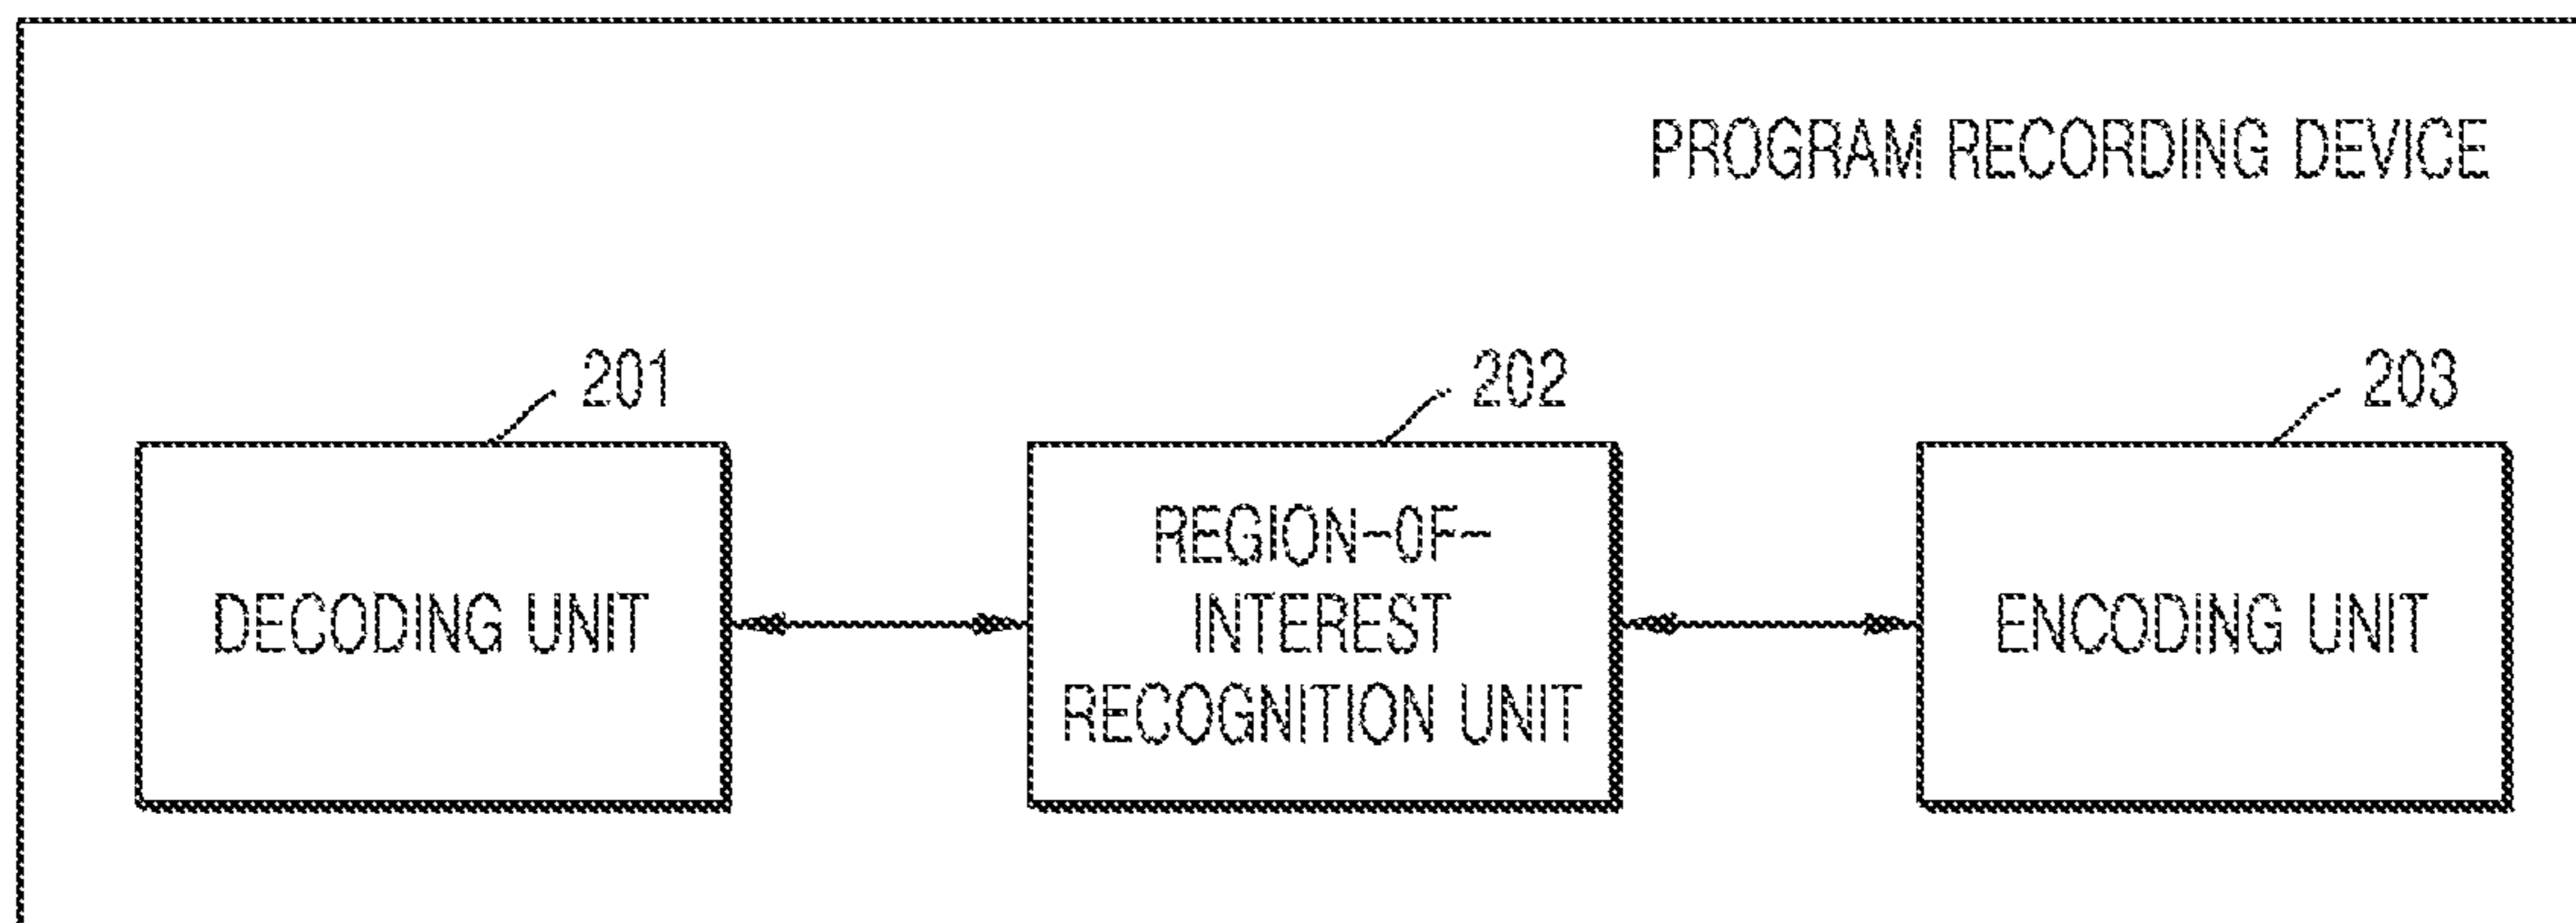 PROGRAM RECORDING DEVICE
201
202
203
DECODING UNIT
REGION-OF-
INTEREST
RECOGNITION UNIT
ENCODING UNIT